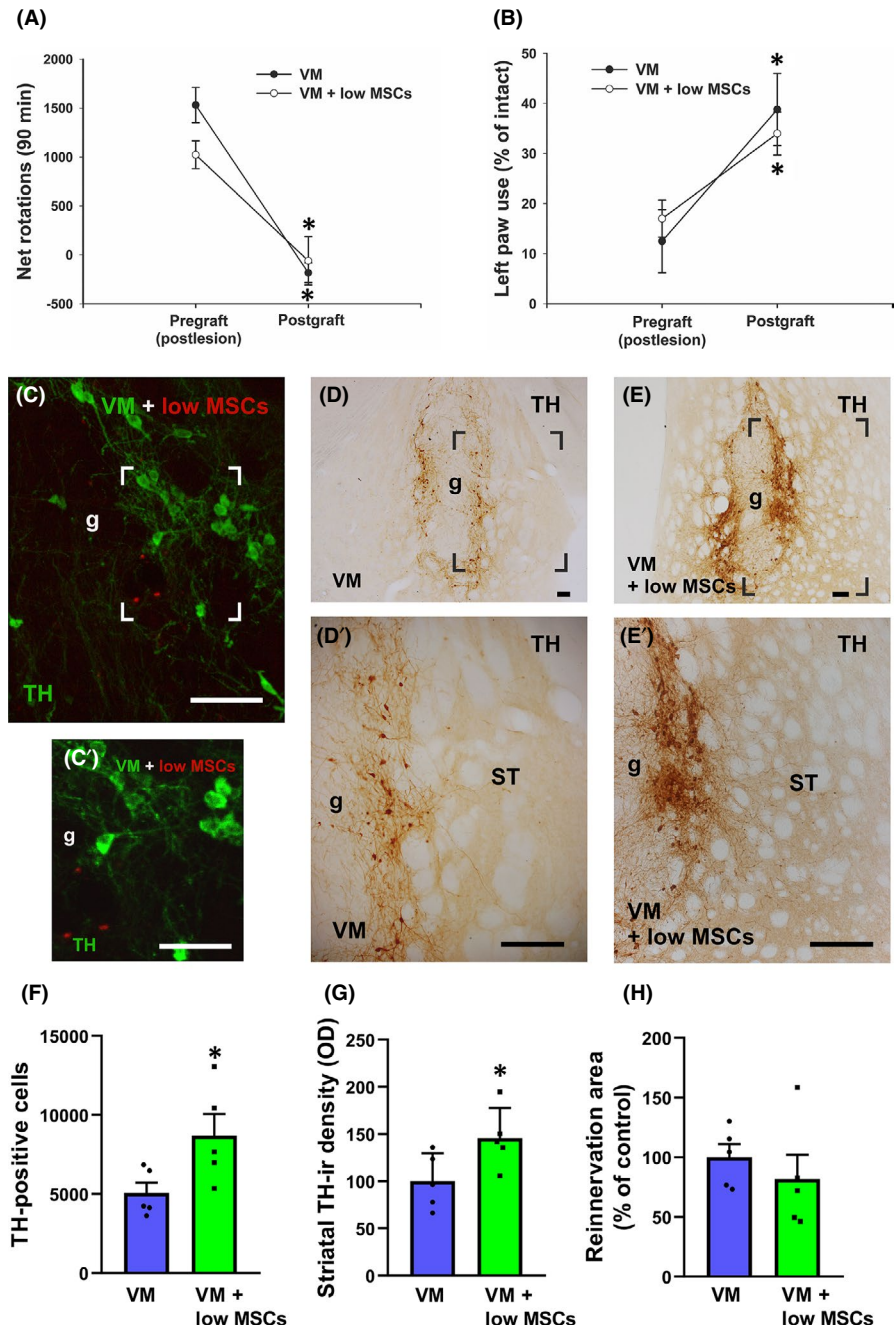 (A)
2000
1500
1000
500
0
-500
Net rotations (90 min)
VM
VM + low MSCs
*
*
Pregraft
(postlesion)
Postgraft
(B)
50
40
30
20
10
0
Left paw use (% of intact)
VM
VM + low MSCs
*
*
Pregraft
(postlesion)
Postgraft
(C)
VM + low MSCs
g
TH
(C′)
VM + low MSCs
g
TH
(D)
TH
g
VM
(E)
TH
g
VM
+ low MSCs
(D′)
TH
ST
g
VM
(E′)
TH
g
ST
VM
+ low MSCs
(F)
15000
10000
5000
0
TH-positive cells
*
VM
VM +
low MSCs
(G)
250
200
150
100
50
0
Striatal TH-ir density (OD)
*
VM
VM +
low MSCs
(H)
200
150
100
50
0
Reinnervation area
(% of control)
VM
VM +
low MSCs